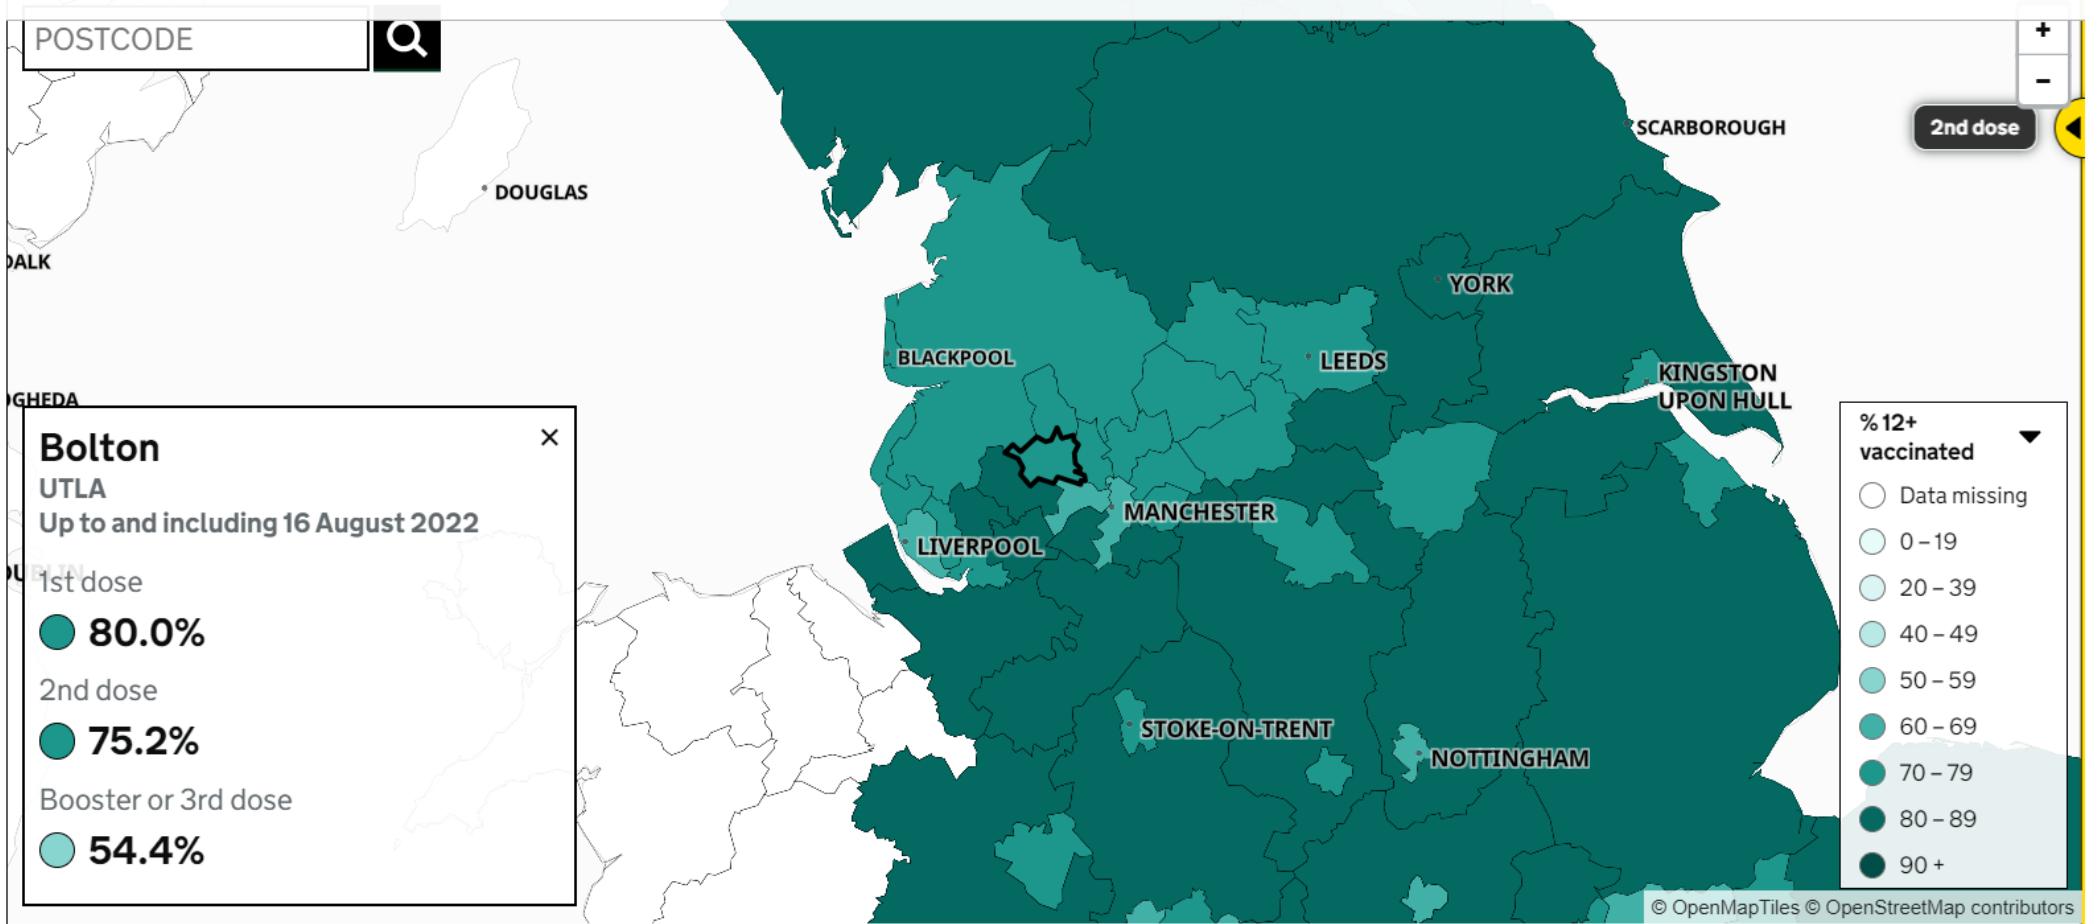 POSTCODE
+
−
2nd dose
SCARBOROUGH
DOUGLAS
DALK
YORK
BLACKPOOL
LEEDS
KINGSTON
UPON HULL
OGHEDA
MANCHESTER
LIVERPOOL
DUBLIN
STOKE-ON-TRENT
NOTTINGHAM
Bolton
×
UTLA
Up to and including 16 August 2022
1st dose
80.0%
2nd dose
75.2%
Booster or 3rd dose
54.4%
% 12+
vaccinated
Data missing
0 – 19
20 – 39
40 – 49
50 – 59
60 – 69
70 – 79
80 – 89
90 +
© OpenMapTiles © OpenStreetMap contributors